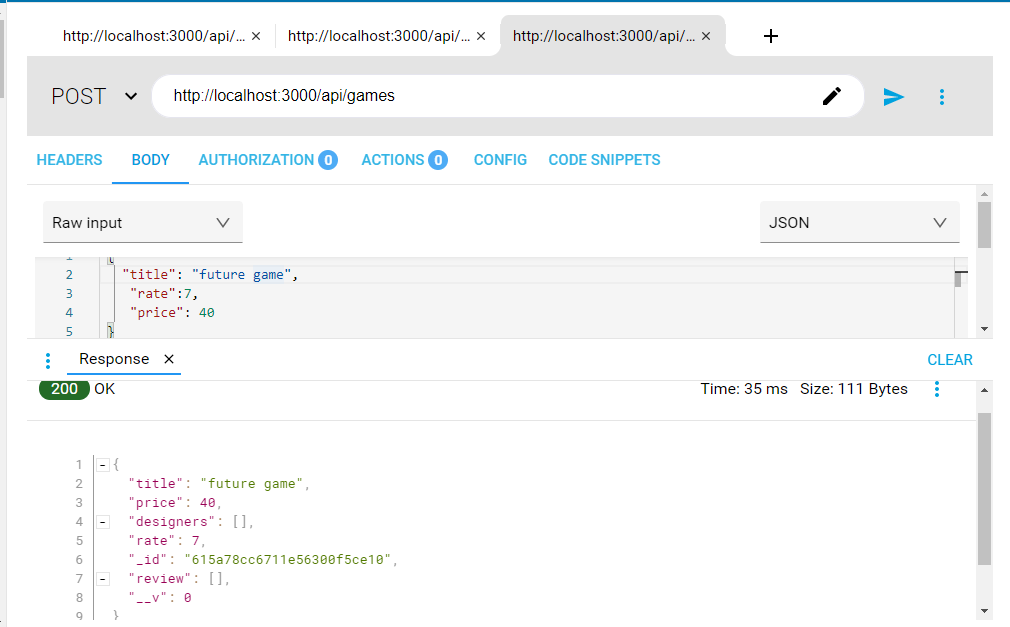 http://localhost:3000/api/... × http://localhost:3000/api/... × http://localhost:3000/api/... × +
POST http://localhost:3000/api/games
HEADERS BODY AUTHORIZATION 0 ACTIONS 0 CONFIG CODE SNIPPETS
Raw input JSON
1 {
2 "title": "future game",
3 "rate":7,
4 "price": 40
5 }
Response × CLEAR
200 OK Time: 35 ms Size: 111 Bytes
1 - {
2 "title": "future game",
3 "price": 40,
4 - "designers": [],
5 "rate": 7,
6 "_id": "615a78cc6711e56300f5ce10",
7 - "review": [],
8 "__v": 0
9 }